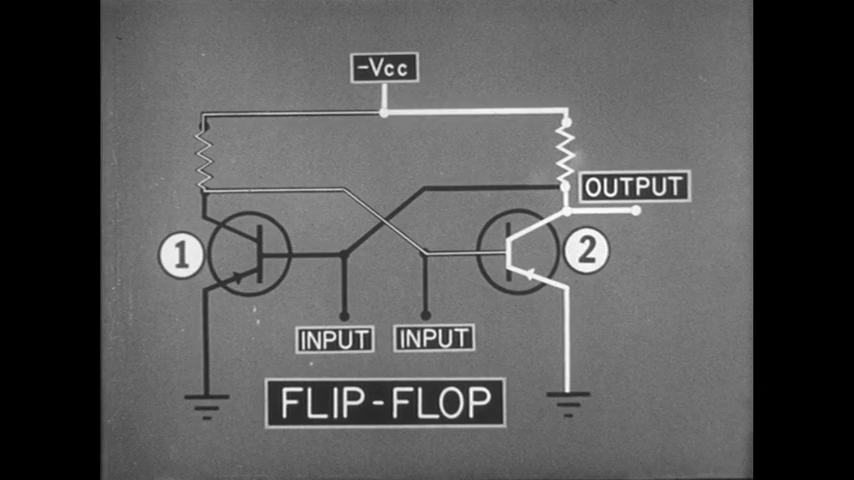 -Vcc
OUTPUT
1
2
INPUT
INPUT
FLIP-FLOP